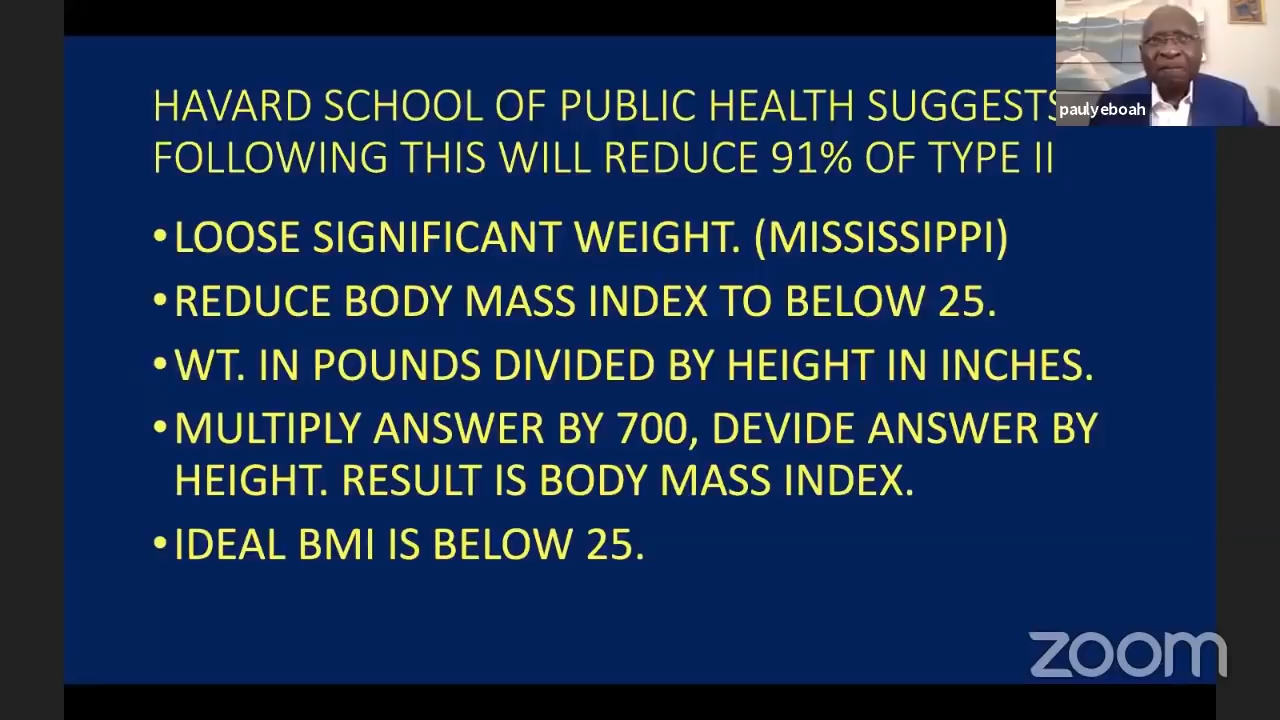 HAVARD SCHOOL OF PUBLIC HEALTH SUGGESTS
FOLLOWING THIS WILL REDUCE 91% OF TYPE II
•LOOSE SIGNIFICANT WEIGHT. (MISSISSIPPI)
•REDUCE BODY MASS INDEX TO BELOW 25.
•WT. IN POUNDS DIVIDED BY HEIGHT IN INCHES.
•MULTIPLY ANSWER BY 700, DEVIDE ANSWER BY
HEIGHT. RESULT IS BODY MASS INDEX.
•IDEAL BMI IS BELOW 25.
paulyeboah
zoom